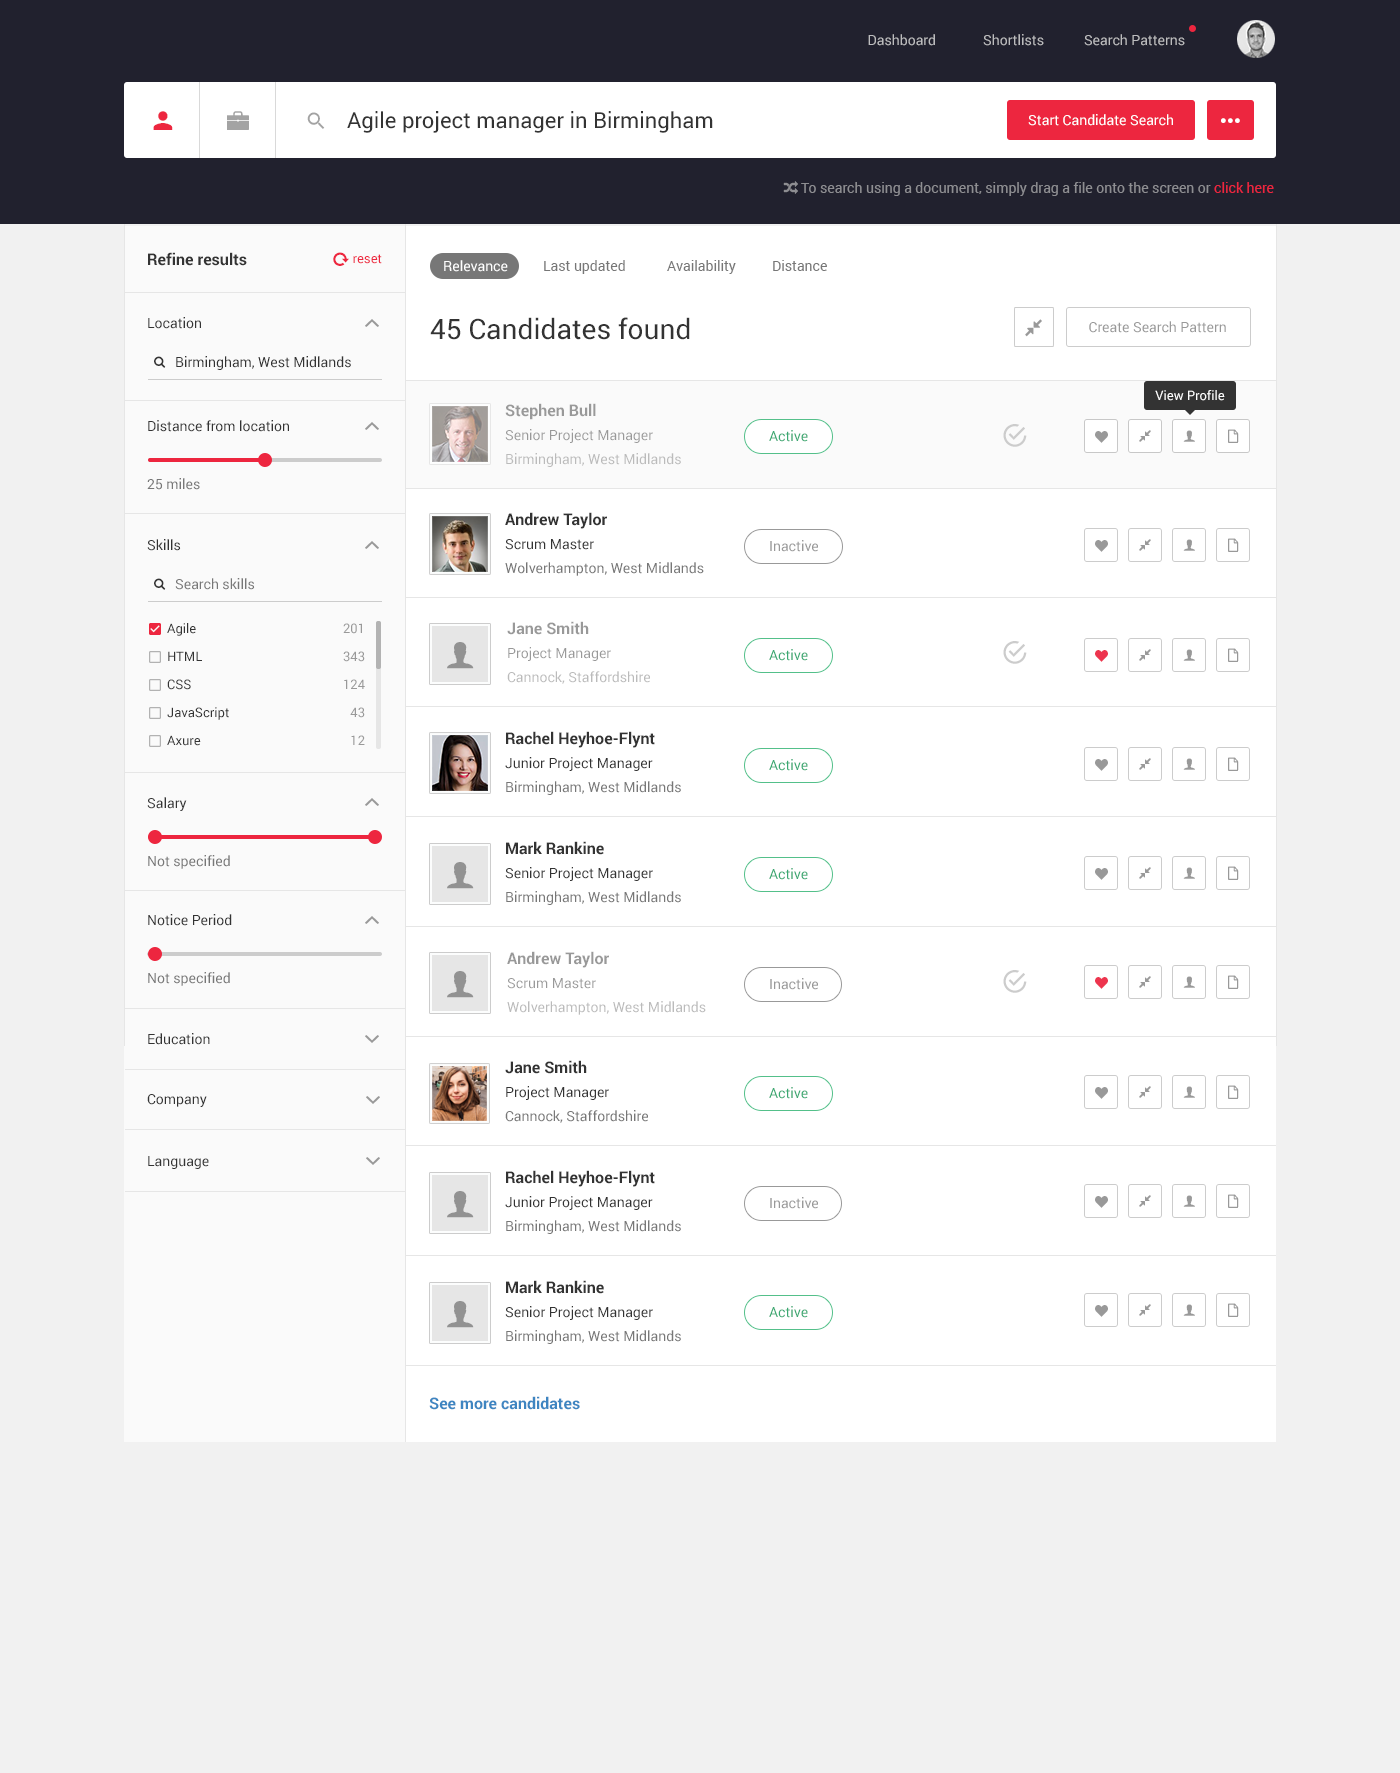 Dashboard
Shortlists
Search Patterns
Agile project manager in Birmingham
Start Candidate Search
To search using a document, simply drag a file onto the screen or click here
Refine results
reset
Location
Birmingham, West Midlands
Distance from location
25 miles
Skills
Search skills
Agile 201
HTML 343
CSS 124
JavaScript 43
Axure 12
Salary
Not specified
Notice Period
Not specified
Education
Company
Language
Relevance
Last updated
Availability
Distance
45 Candidates found
Create Search Pattern
View Profile
Stephen Bull
Senior Project Manager
Birmingham, West Midlands
Active
Andrew Taylor
Scrum Master
Wolverhampton, West Midlands
Inactive
Jane Smith
Project Manager
Cannock, Staffordshire
Active
Rachel Heyhoe-Flynt
Junior Project Manager
Birmingham, West Midlands
Active
Mark Rankine
Senior Project Manager
Birmingham, West Midlands
Active
Andrew Taylor
Scrum Master
Wolverhampton, West Midlands
Inactive
Jane Smith
Project Manager
Cannock, Staffordshire
Active
Rachel Heyhoe-Flynt
Junior Project Manager
Birmingham, West Midlands
Inactive
Mark Rankine
Senior Project Manager
Birmingham, West Midlands
Active
See more candidates